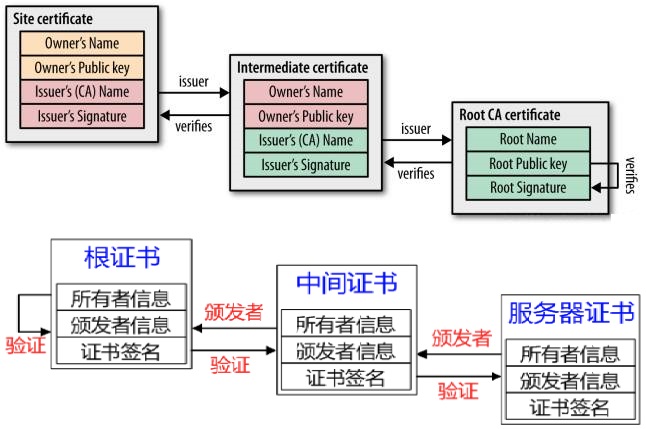 Site certificate
Owner's Name
Owner's Public key
Issuer's (CA) Name
Issuer's Signature
issuer
verifies
Intermediate certificate
Owner's Name
Owner's Public key
Issuer's (CA) Name
Issuer's Signature
issuer
verifies
Root CA certificate
Root Name
Root Public key
Root Signature
verifies
根证书
所有者信息
颁发者信息
证书签名
验证
颁发者
验证
中间证书
所有者信息
颁发者信息
证书签名
颁发者
验证
服务器证书
所有者信息
颁发者信息
证书签名